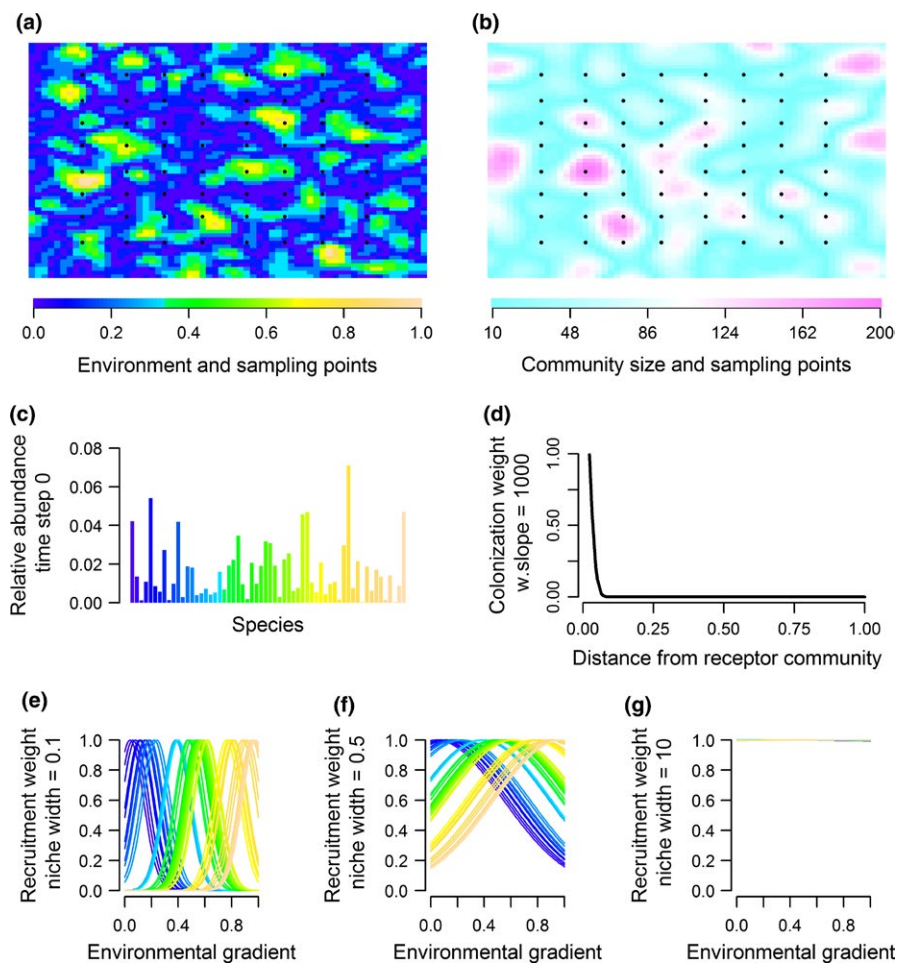 (a)
0.0 0.2 0.4 0.6 0.8 1.0
Environment and sampling points
(b)
10 48 86 124 162 200
Community size and sampling points
(c)
Relative abundance
time step 0
0.08
0.06
0.04
0.02
0.00
Species
(d)
Colonization weight
w.slope = 1000
1.00
0.50
0.00
0.00 0.25 0.50 0.75 1.00
Distance from receptor community
(e)
Recruitment weight
niche width = 0.1
1.0
0.8
0.6
0.4
0.2
0.0
0.0 0.4 0.8
Environmental gradient
(f)
Recruitment weight
niche width = 0.5
1.0
0.8
0.6
0.4
0.2
0.0
0.0 0.4 0.8
Environmental gradient
(g)
Recruitment weight
niche width = 10
1.0
0.8
0.6
0.4
0.2
0.0
0.0 0.4 0.8
Environmental gradient